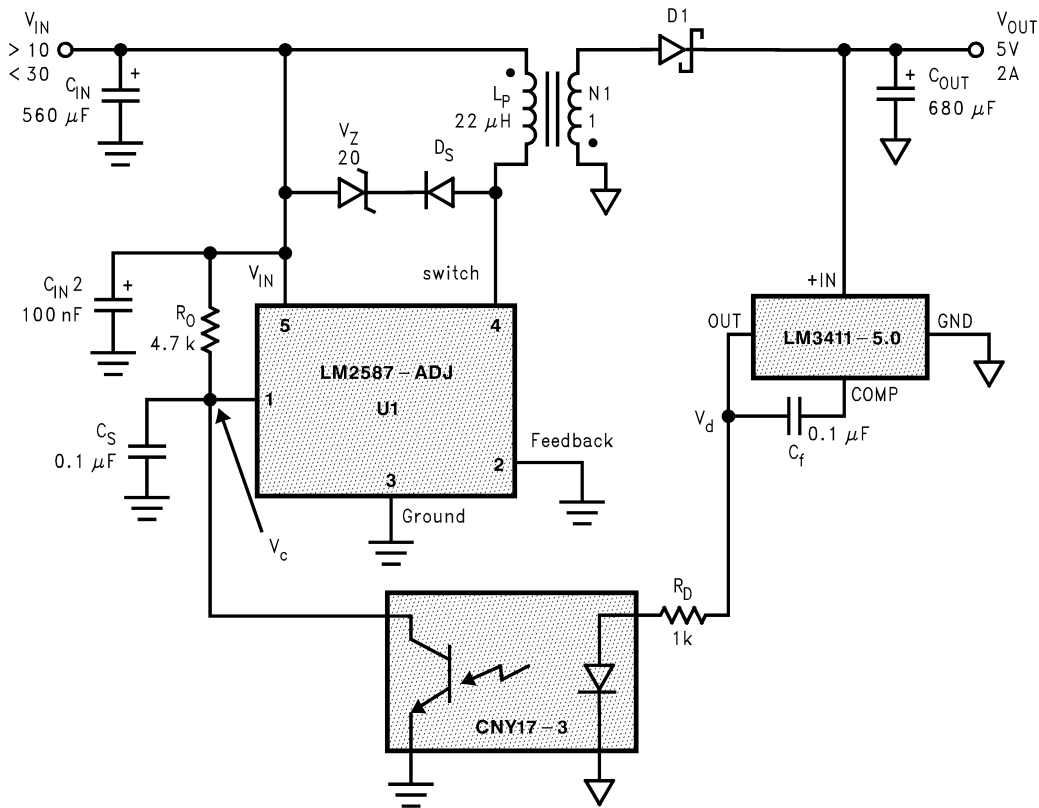 V_IN
> 10
< 30
C_IN
560 µF
+
L_P
22 µH
N1
1
D1
V_OUT
5V
2A
+
C_OUT
680 µF
V_Z
20
D_S
C_IN 2
100 nF
+
R_O
4.7 k
V_IN
switch
5
4
LM2587-ADJ
U1
1
2
3
Feedback
Ground
C_S
0.1 µF
V_c
+IN
OUT
LM3411-5.0
GND
COMP
V_d
0.1 µF
C_f
R_D
1k
CNY17-3